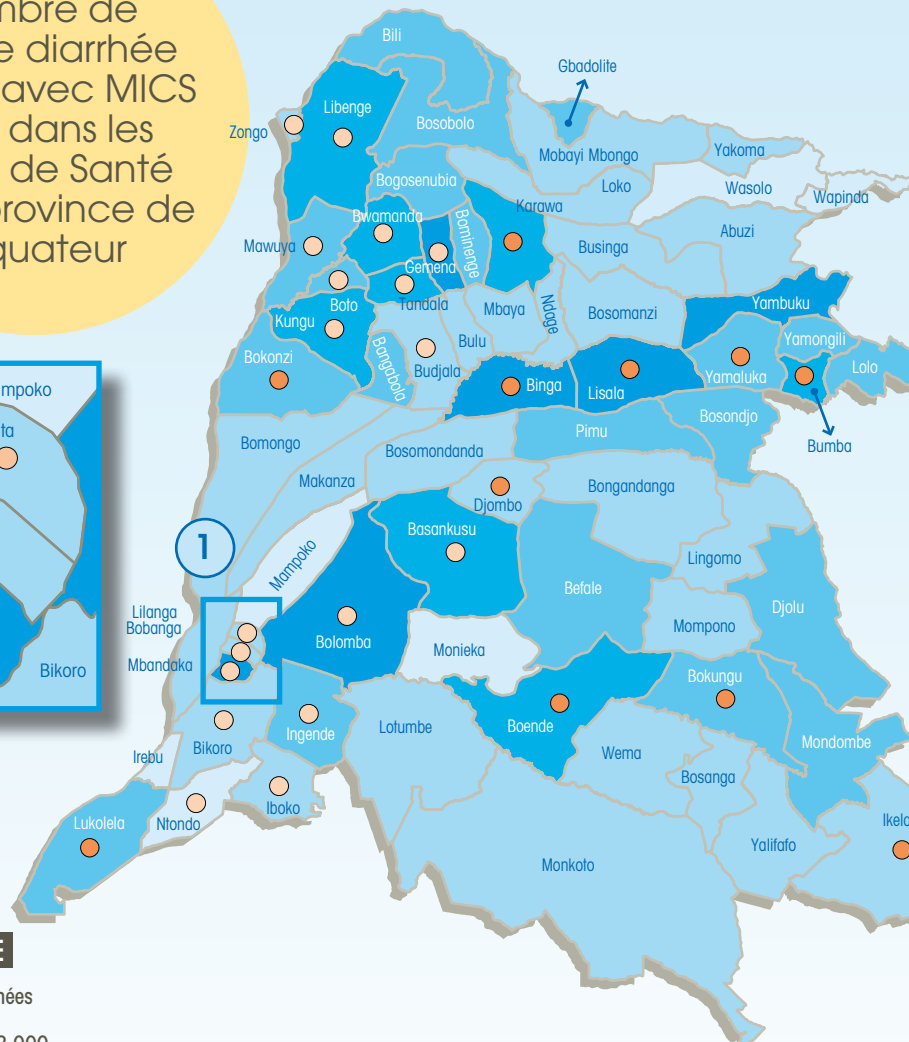 mbre de
e diarrhée
avec MICS
dans les
de Santé
province de
quateur
Bili
Gbadolite
Libenge
Zongo
Bosobolo
Mobayi Mbongo
Yakoma
Bogosenubia
Loko
Wasolo
Wapinda
Karawa
Bwamanda
Bominenge
Abuzi
Mawuya
Businga
Gemena
Boto
Tandala
Mbaya
Ndage
Bosomanzi
Yambuku
Kungu
Bulu
Yamongili
Bokonzi
Bangabola
Budjala
Binga
Lisala
Yamaluka
Lolo
mpoko
ta
Bosondjo
Pimu
Bumba
Bomongo
Bosomondanda
Makanza
Bongandanga
Djombo
Basankusu
1
Mampoko
Lingomo
Befale
Djolu
Lilanga
Bobanga
Mompono
Bolomba
Monieka
Mbandaka
Bikoro
Bokungu
Ingende
Lotumbe
Boende
Bikoro
Irebu
Wema
Mondombe
Bosanga
Iboko
Lukolela
Ntondo
Ikela
Yalifafo
Monkoto
E
nées